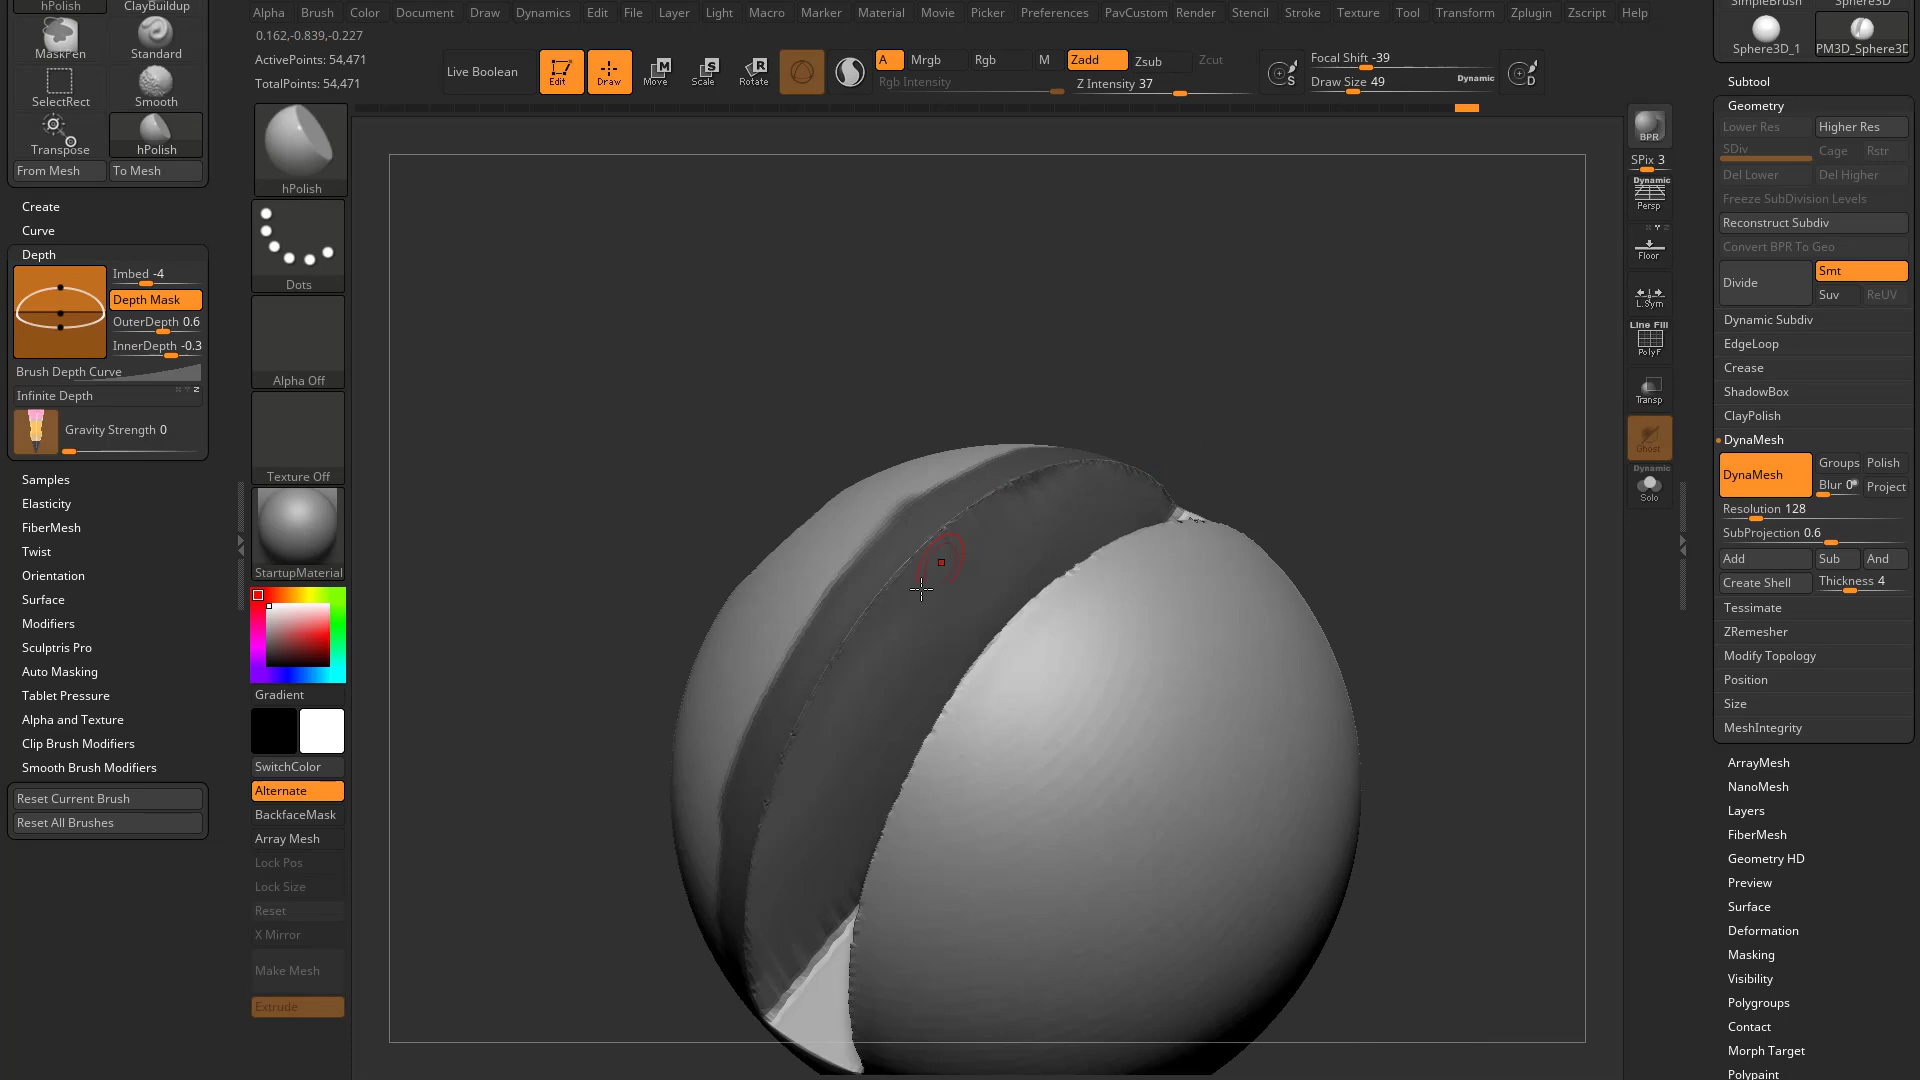 hPolish
ClayBuildup
MaskPen
Standard
SelectRect
Smooth
Transpose
hPolish
From Mesh
To Mesh
Create
Curve
Depth
Imbed -4
Depth Mask
OuterDepth 0.6
InnerDepth -0.3
Brush Depth Curve
Infinite Depth
X Y Z
Gravity Strength 0
Samples
Elasticity
FiberMesh
Twist
Orientation
Surface
Modifiers
Sculptris Pro
Auto Masking
Tablet Pressure
Alpha and Texture
Clip Brush Modifiers
Smooth Brush Modifiers
Reset Current Brush
Reset All Brushes
Alpha Brush Color Document Draw Dynamics Edit File Layer Light Macro Marker Material Movie Picker Preferences PavCustom Render Stencil Stroke Texture Tool Transform Zplugin Zscript Help
0.162,-0.839,-0.227
ActivePoints: 54,471
TotalPoints: 54,471
Live Boolean
Edit
Draw
Move
Scale
Rotate
A
Mrgb
Rgb
M
Zadd
Zsub
Zcut
Rgb Intensity
Z Intensity 37
S
Focal Shift -39
Draw Size 49
Dynamic
D
hPolish
Dots
Alpha Off
Texture Off
StartupMaterial
Gradient
SwitchColor
Alternate
BackfaceMask
Array Mesh
Lock Pos
Lock Size
Reset
X Mirror
Make Mesh
Extrude
BPR
SPix 3
Dynamic
Persp
X Y Z
Floor
L.Sym
Line Fill
PolyF
Transp
Ghost
Dynamic
Solo
SimpleBrush
Sphere3D
Sphere3D_1
PM3D_Sphere3D
Subtool
Geometry
Lower Res
Higher Res
SDiv
Cage
Rstr
Del Lower
Del Higher
Freeze SubDivision Levels
Reconstruct Subdiv
Convert BPR To Geo
Divide
Smt
Suv
ReUV
Dynamic Subdiv
EdgeLoop
Crease
ShadowBox
ClayPolish
DynaMesh
DynaMesh
Groups
Polish
Blur 0
Project
Resolution 128
SubProjection 0.6
Add
Sub
And
Create Shell
Thickness 4
Tessimate
ZRemesher
Modify Topology
Position
Size
MeshIntegrity
ArrayMesh
NanoMesh
Layers
FiberMesh
Geometry HD
Preview
Surface
Deformation
Masking
Visibility
Polygroups
Contact
Morph Target
Polypaint